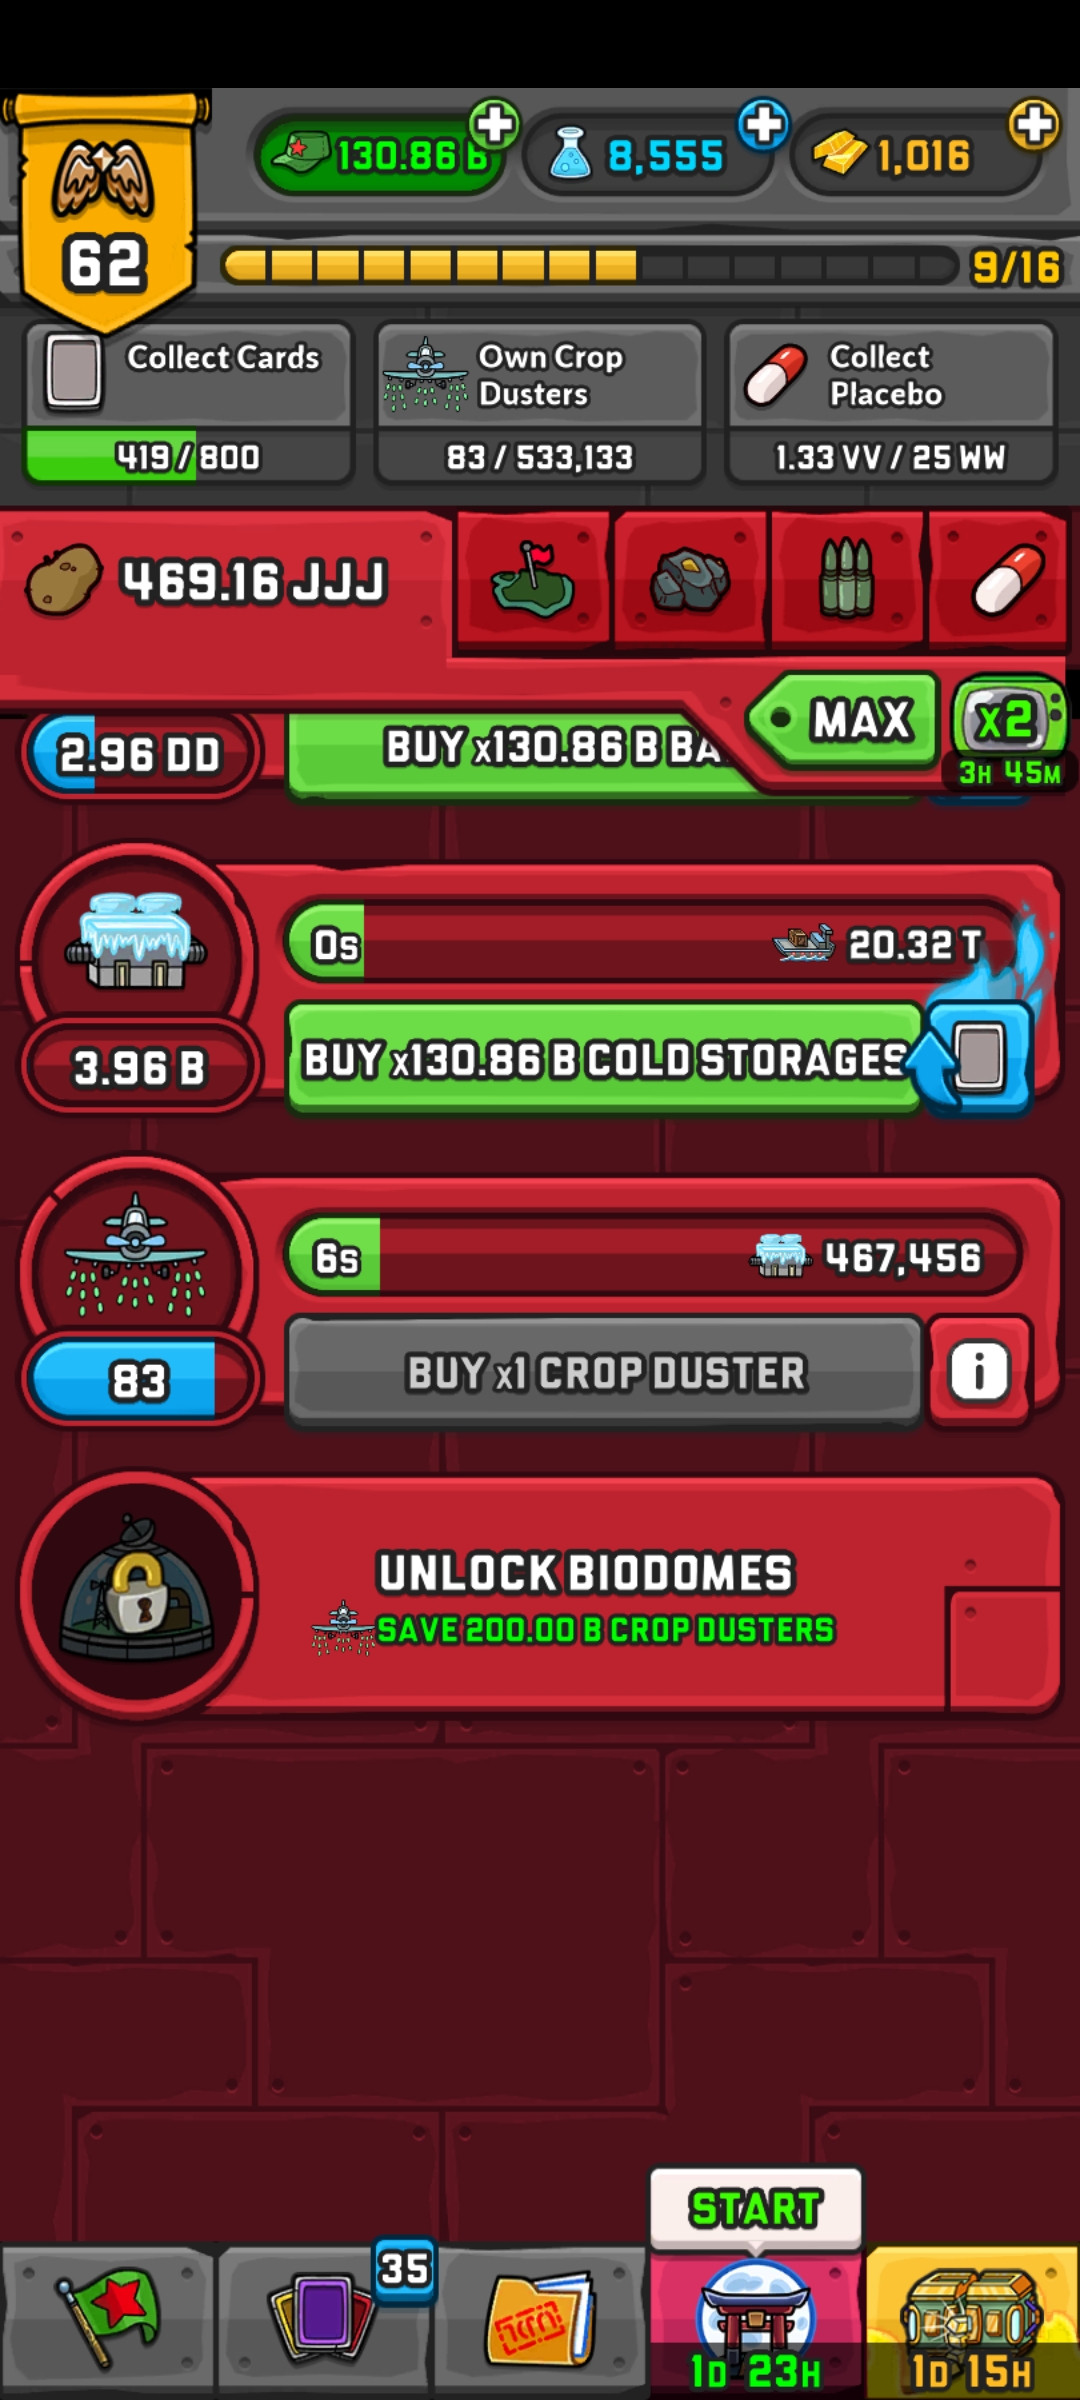 130.86 B
8,555
1,016
62
9/16
Collect Cards
419 / 800
Own Crop
Dusters
83 / 533,133
Collect
Placebo
1.33 VV / 25 WW
469.16 JJJ
MAX
x2
3H 45M
2.96 DD
BUY x130.86 B BA
0s
20.32 T
3.96 B
BUY x130.86 B COLD STORAGES
6s
467,456
83
BUY x1 CROP DUSTER
i
UNLOCK BIODOMES
SAVE 200.00 B CROP DUSTERS
START
35
1D 23H
1D 15H